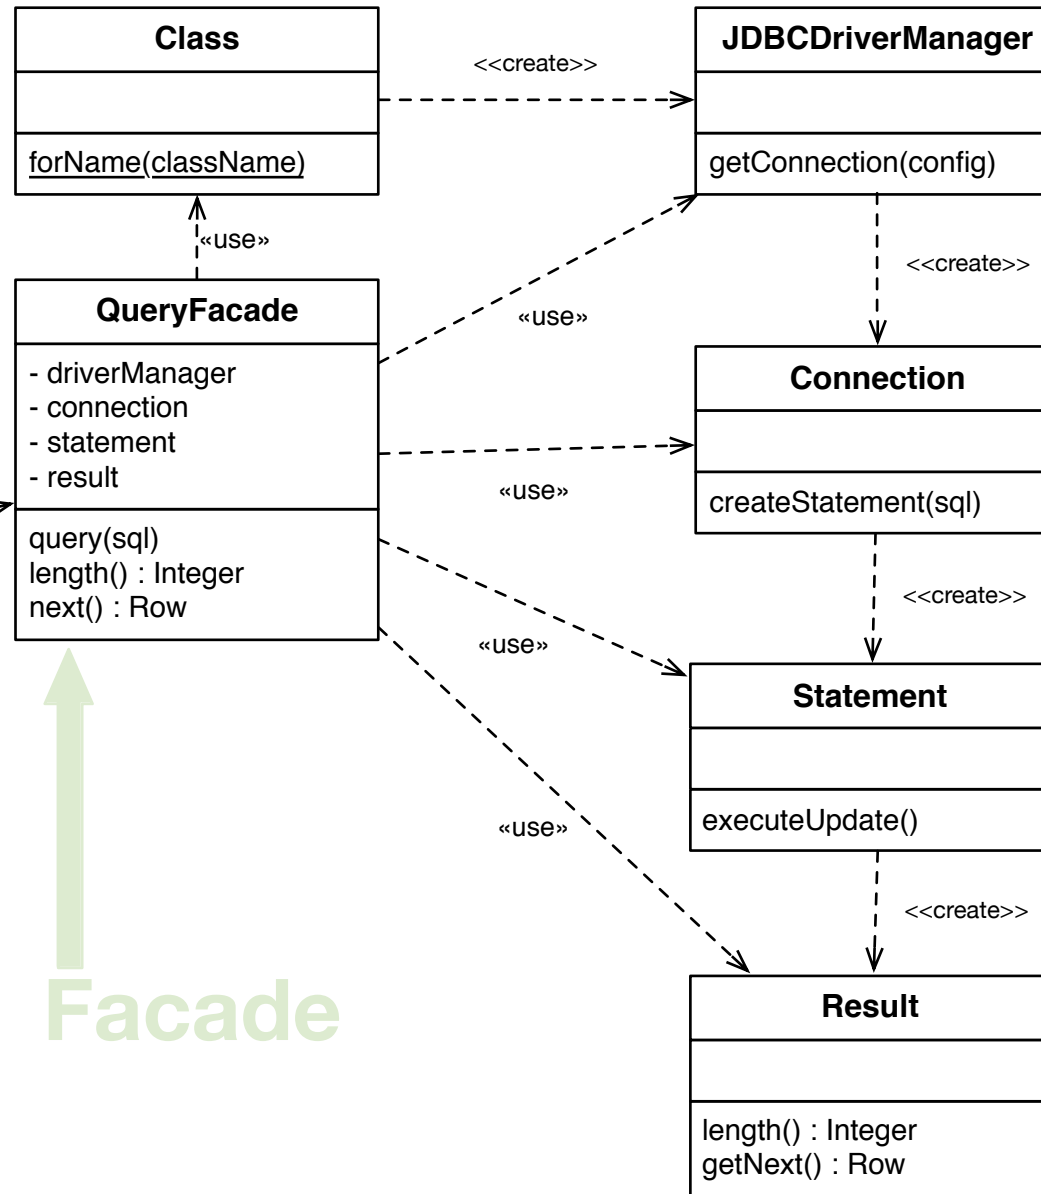 Class
forName(className)
<<create>>
JDBCDriverManager
getConnection(config)
«use»
<<create>>
QueryFacade
- driverManager
- connection
- statement
- result
query(sql)
length() : Integer
next() : Row
«use»
Connection
createStatement(sql)
«use»
<<create>>
«use»
Statement
executeUpdate()
«use»
<<create>>
Facade
Result
length() : Integer
getNext() : Row